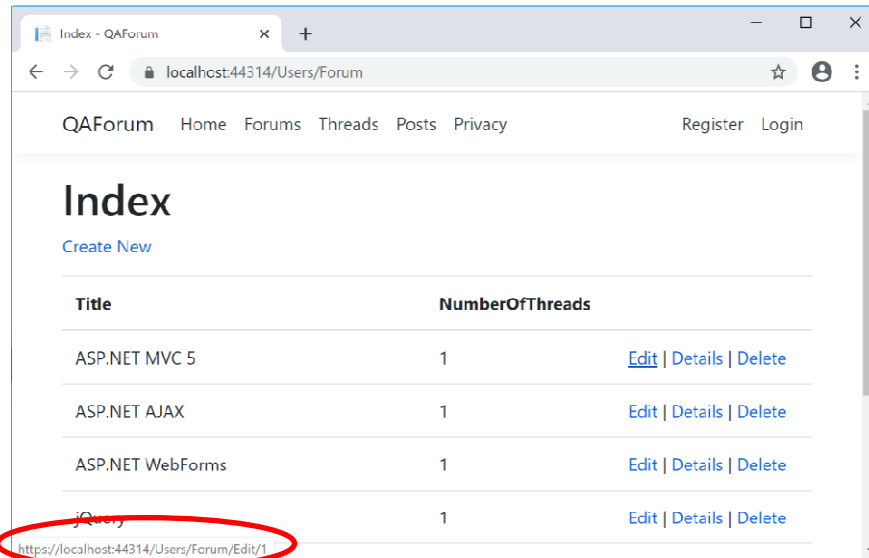 Index - QAForum
localhost:44314/Users/Forum
QAForum Home Forums Threads Posts Privacy Register Login
Index
Create New
Title NumberOfThreads
ASP.NET MVC 5 1 Edit | Details | Delete
ASP.NET AJAX 1 Edit | Details | Delete
ASP.NET WebForms 1 Edit | Details | Delete
jQuery 1 Edit | Details | Delete
https://localhost:44314/Users/Forum/Edit/1